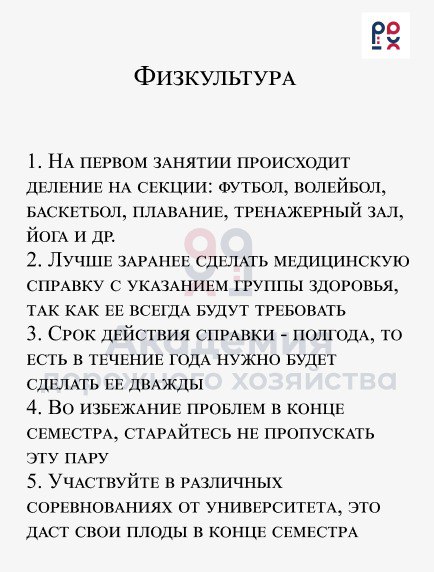 Физкультура
1. На первом занятии происходит
деление на секции: футбол, волейбол,
баскетбол, плавание, тренажерный зал,
йога и др.
2. Лучше заранее сделать медицинскую
справку с указанием группы здоровья,
так как ее всегда будут требовать
3. Срок действия справки - полгода, то
есть в течение года нужно будет
сделать ее дважды
4. Во избежание проблем в конце
семестра, старайтесь не пропускать
эту пару
5. Участвуйте в различных
соревнованиях от университета, это
даст свои плоды в конце семестра
Академия
дорожного хозяйства